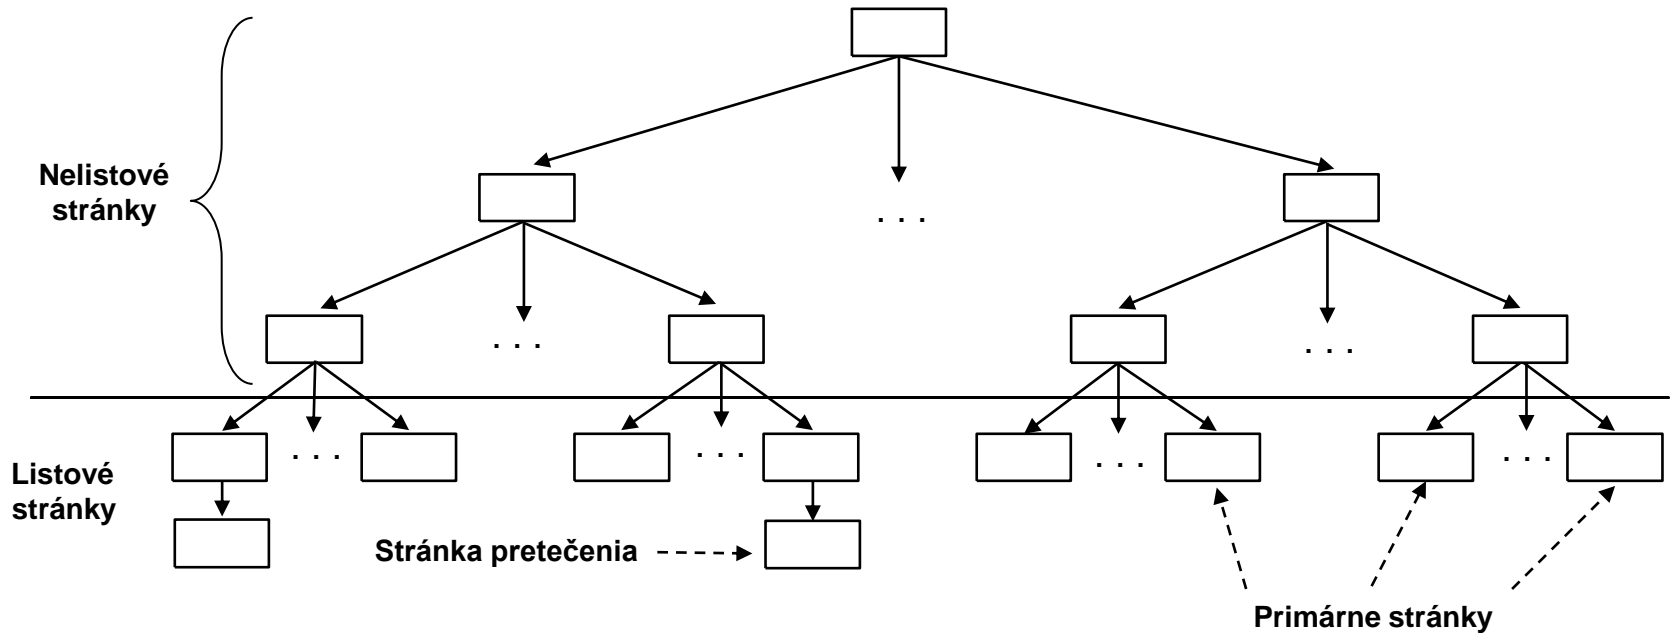 Nelistové
stránky
. . .
. . .
. . .
. . .
. . .
. . .
. . .
Listové
stránky
Stránka pretečenia
Primárne stránky